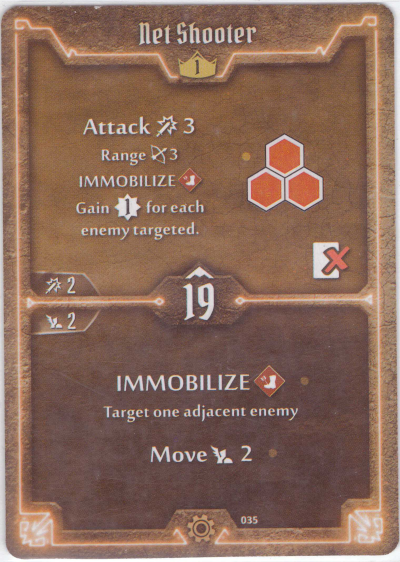 Net Shooter
1
Attack 3
Range 3
IMMOBILIZE
Gain 1 for each
enemy targeted.
2
19
2
IMMOBILIZE
Target one adjacent enemy
Move 2
035